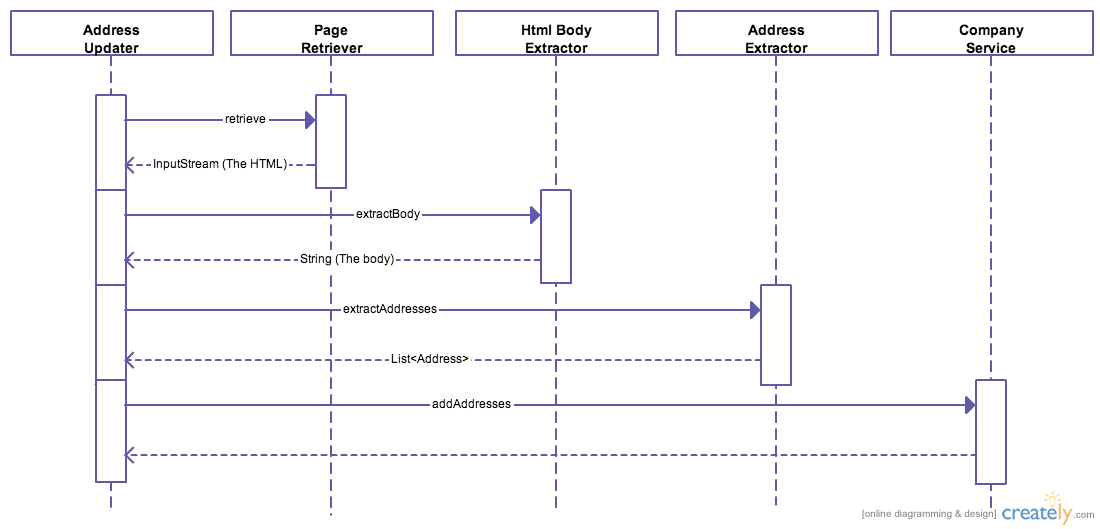 Address
Updater
Page
Retriever
Html Body
Extractor
Address
Extractor
Company
Service
retrieve
InputStream (The HTML)
extractBody
String (The body)
extractAddresses
List<Address>
addAddresses
[online diagramming & design] creately.com